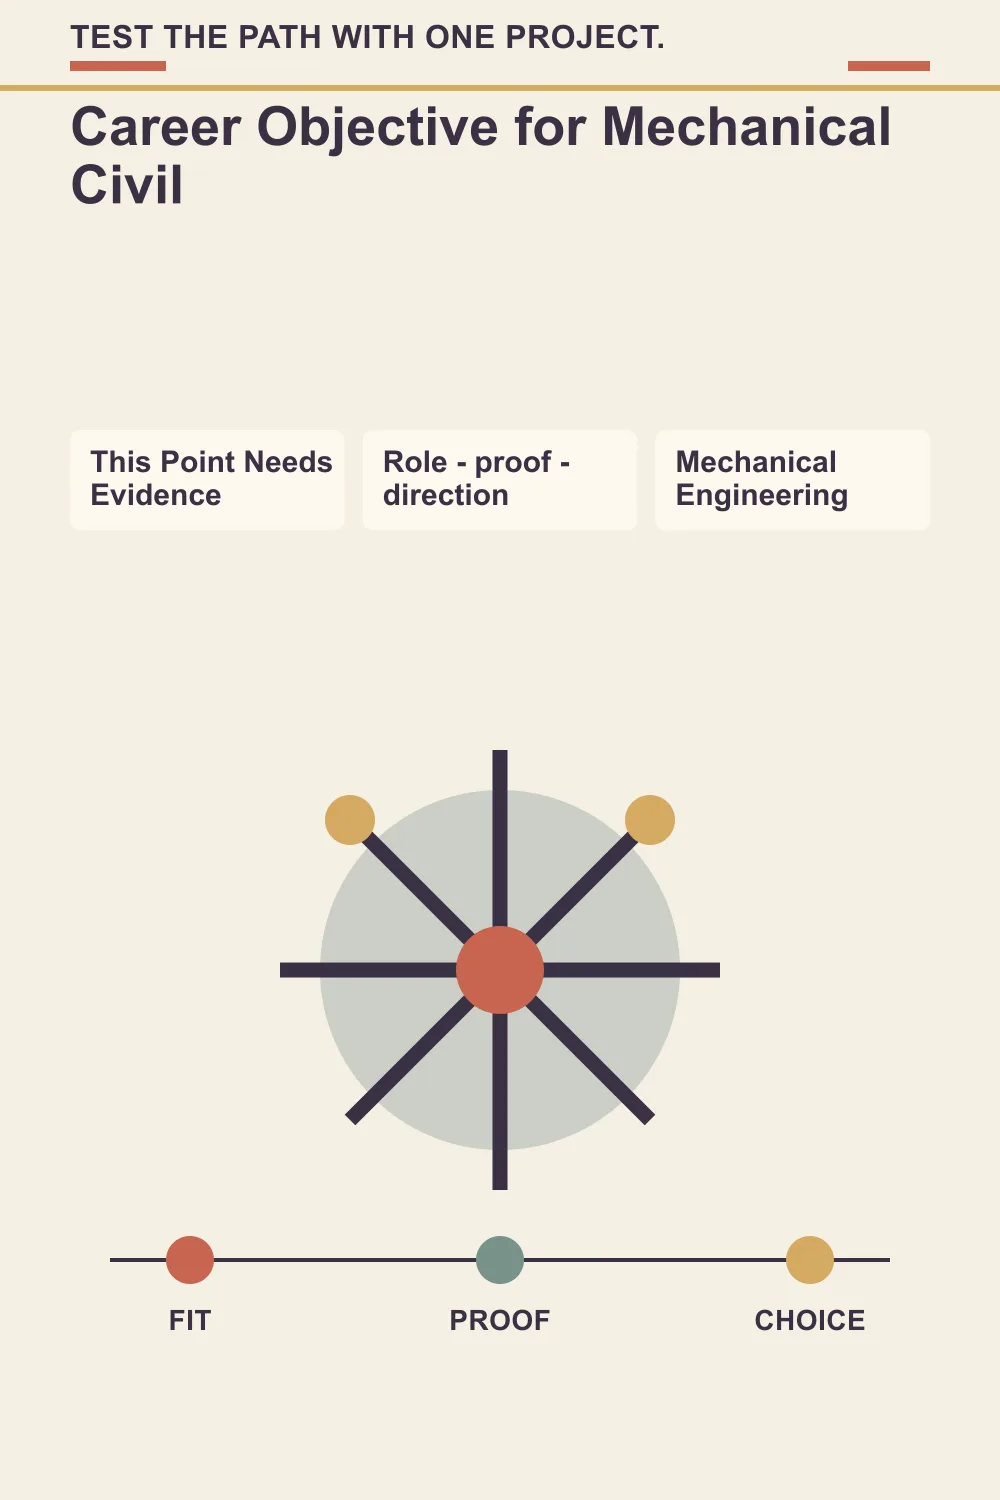 TEST THE PATH WITH ONE PROJECT.
Career Objective for Mechanical
Civil
This Point Needs
Evidence
Role - proof -
direction
Mechanical
Engineering
FIT
PROOF
CHOICE